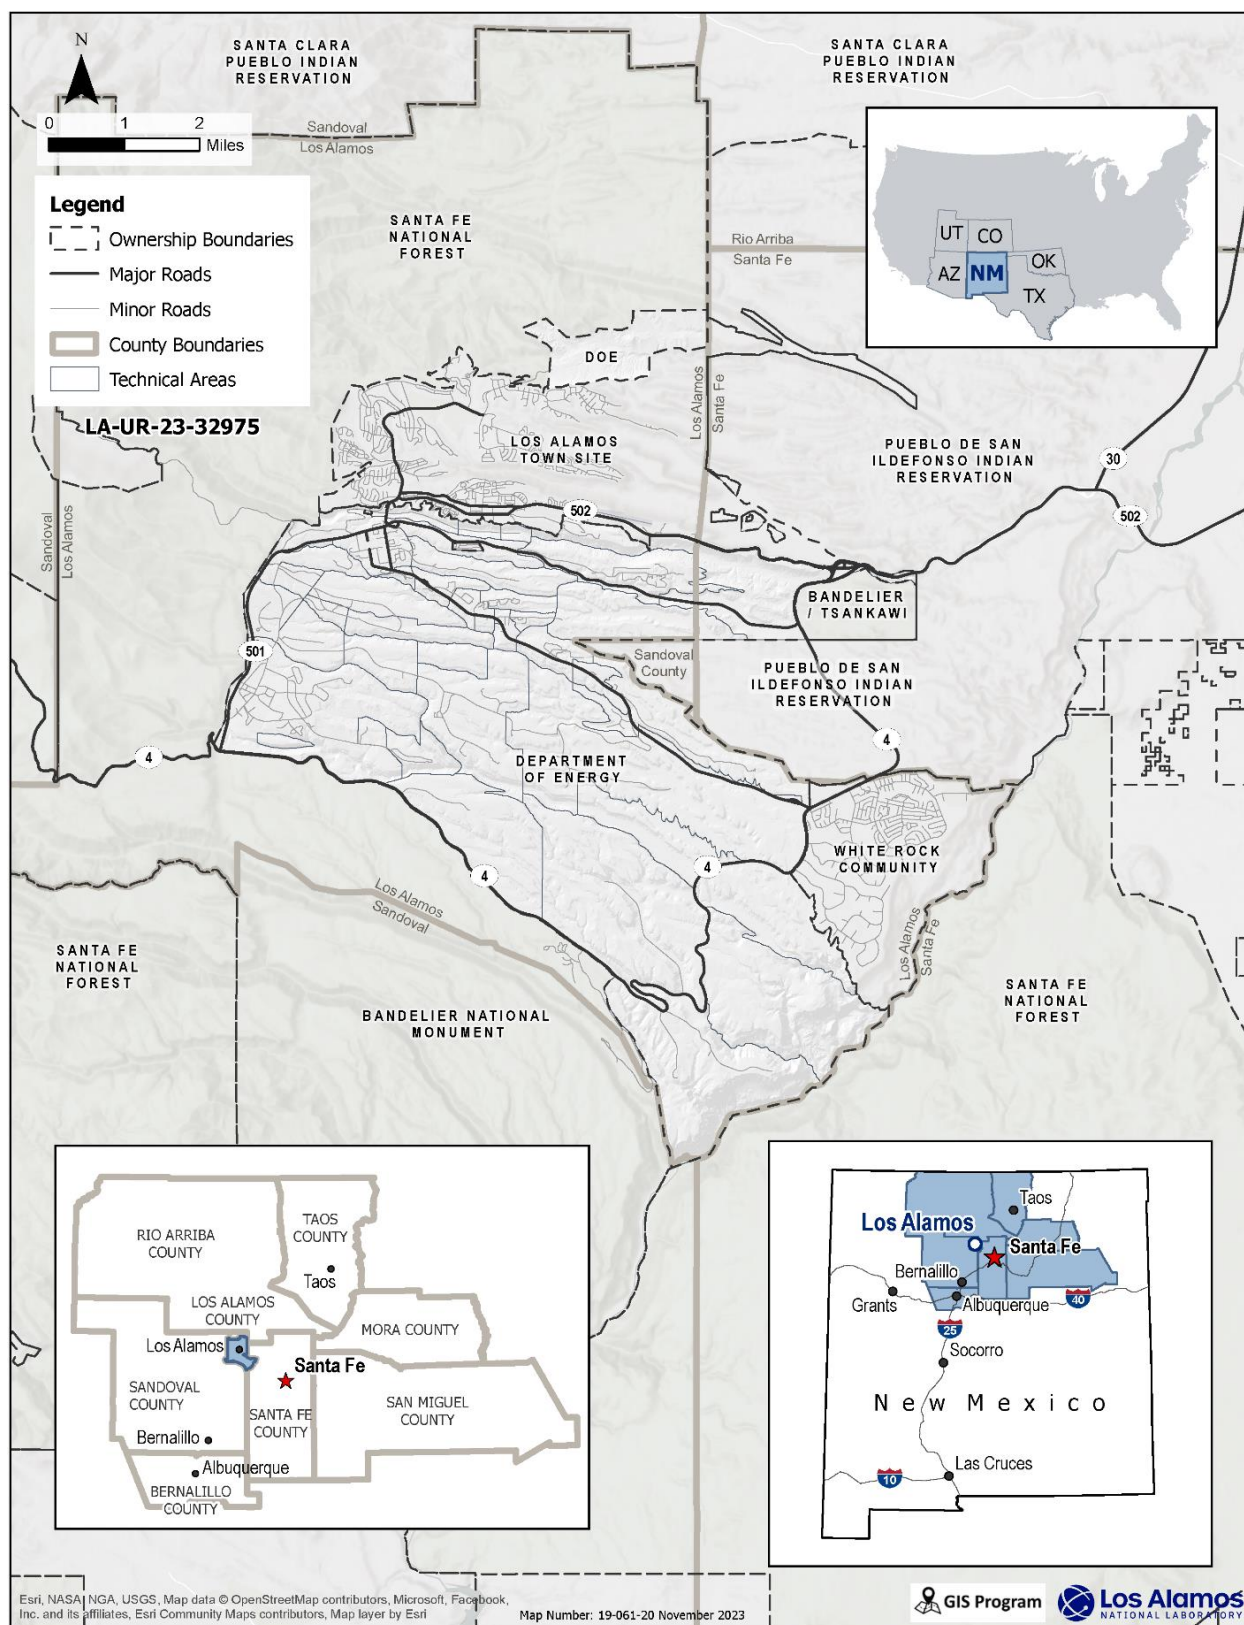 SANTA CLARA
PUEBLO INDIAN
RESERVATION
SANTA CLARA
PUEBLO INDIAN
RESERVATION
N
0 1 2
Miles
Sandoval
Los Alamos
Legend
Ownership Boundaries
Major Roads
Minor Roads
County Boundaries
Technical Areas
LA-UR-23-32975
SANTA FE
NATIONAL
FOREST
Rio Arriba
Santa Fe
UT
CO
AZ
NM
OK
TX
DOE
Los Alamos
Santa Fe
LOS ALAMOS
TOWN SITE
PUEBLO DE SAN
ILDEFONSO INDIAN
RESERVATION
30
502
502
Sandoval
Los Alamos
BANDELIER
/ TSANKAWI
501
Sandoval
County
PUEBLO DE SAN
ILDEFONSO INDIAN
RESERVATION
4
4
DEPARTMENT
OF ENERGY
WHITE ROCK
COMMUNITY
4
4
Los Alamos
Sandoval
Los Alamos
Santa Fe
SANTA FE
NATIONAL
FOREST
BANDELIER NATIONAL
MONUMENT
SANTA FE
NATIONAL
FOREST
RIO ARRIBA
COUNTY
TAOS
COUNTY
Taos
LOS ALAMOS
COUNTY
Los Alamos
MORA COUNTY
Santa Fe
SANDOVAL
COUNTY
SANTA FE
COUNTY
SAN MIGUEL
COUNTY
Bernalillo
Albuquerque
BERNALILLO
COUNTY
Taos
Los Alamos
Santa Fe
Bernalillo
Grants
Albuquerque
40
25
Socorro
New Mexico
Las Cruces
10
Esri, NASA, NGA, USGS, Map data © OpenStreetMap contributors, Microsoft, Facebook,
Inc. and its affiliates, Esri Community Maps contributors, Map layer by Esri
Map Number: 19-061-20 November 2023
GIS Program
Los Alamos
NATIONAL LABORATORY